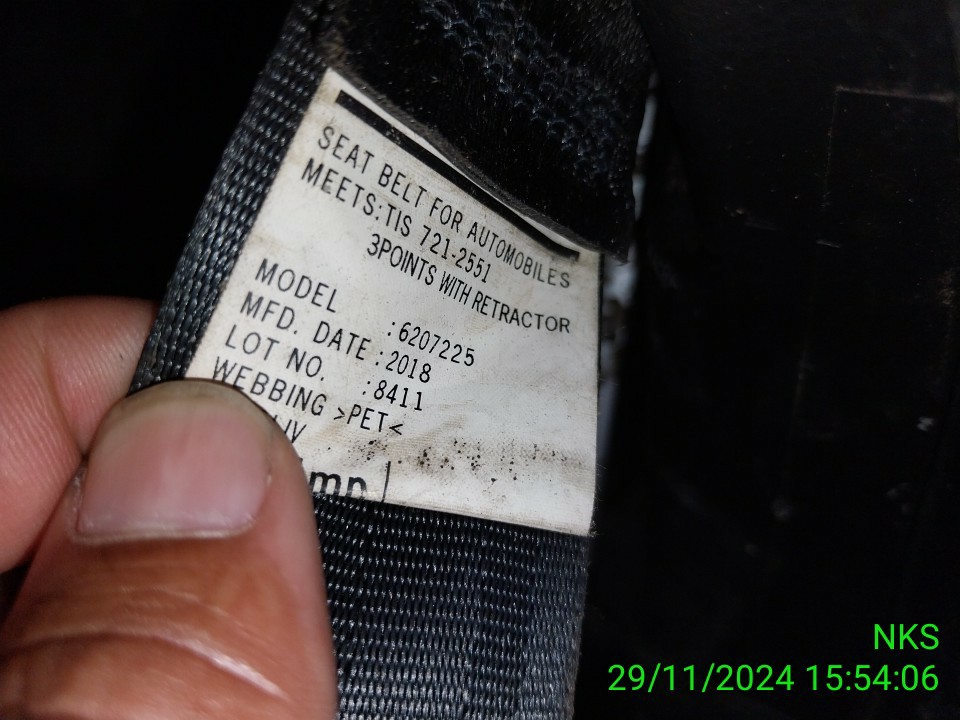 SEAT BELT FOR AUTOMOBILES
MEETS:TIS 721-2551
3POINTS WITH RETRACTOR
MODEL :6207225
MFD. DATE :2018
LOT NO. :8411
WEBBING >PET<
NKS
29/11/2024 15:54:06